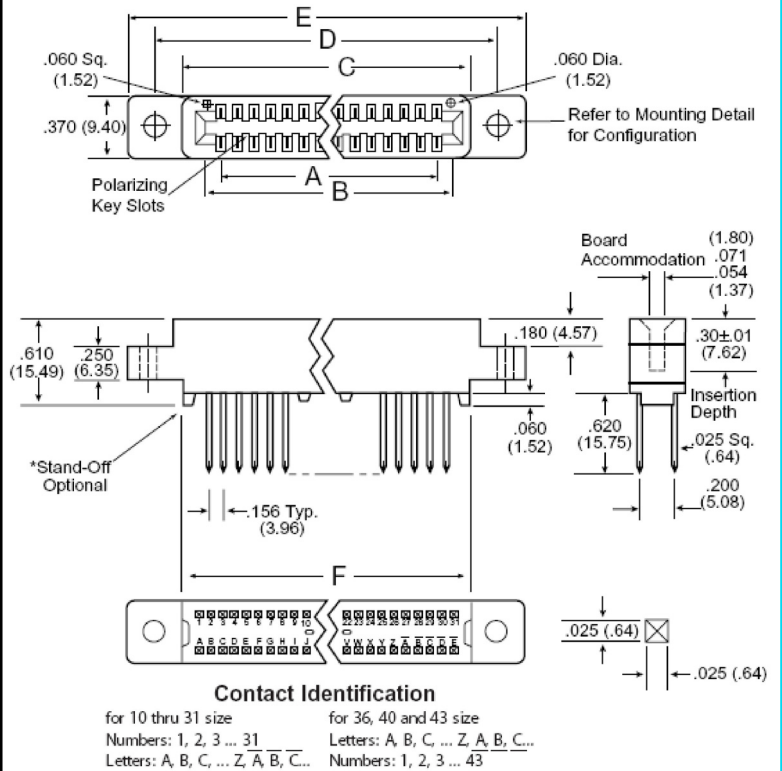 E
D
C
.060 Sq.
(1.52)
.060 Dia.
(1.52)
.370 (9.40)
Refer to Mounting Detail
for Configuration
Polarizing
Key Slots
A
B
Board
Accommodation
(1.80)
.071
.054
(1.37)
.610
(15.49)
.250
(6.35)
.180 (4.57)
.30±.01
(7.62)
Insertion
Depth
.060
(1.52)
.620
(15.75)
.025 Sq.
(.64)
*Stand-Off
Optional
.156 Typ.
(3.96)
.200
(5.08)
F
1 2 3 4 5 6 7 8 9 10
22 23 24 25 26 27 28 29 30 31
A B C D E F G H I J
V W X Y Z A̅ B̅ C̅ D̅ E̅
.025 (.64)
.025 (.64)
Contact Identification
for 10 thru 31 size
for 36, 40 and 43 size
Numbers: 1, 2, 3 ... 31
Letters: A, B, C, ... Z, A̅, B̅, C̅...
Letters: A, B, C, ... Z, A̅, B̅, C̅...
Numbers: 1, 2, 3 ... 43